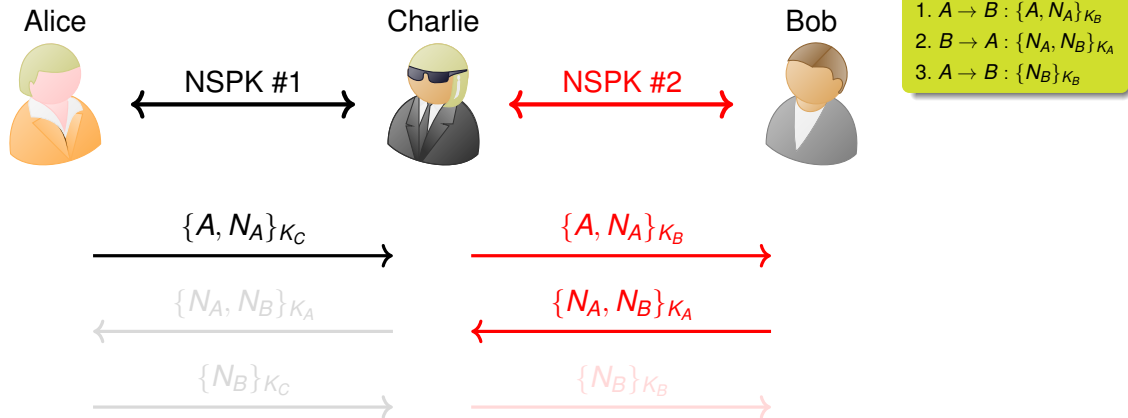 Alice Charlie Bob
1. A → B : {A, N_A}_{K_B}
2. B → A : {N_A, N_B}_{K_A}
3. A → B : {N_B}_{K_B}
NSPK #1 NSPK #2
{A, N_A}_{K_C} {A, N_A}_{K_B}
{N_A, N_B}_{K_A} {N_A, N_B}_{K_A}
{N_B}_{K_C} {N_B}_{K_B}